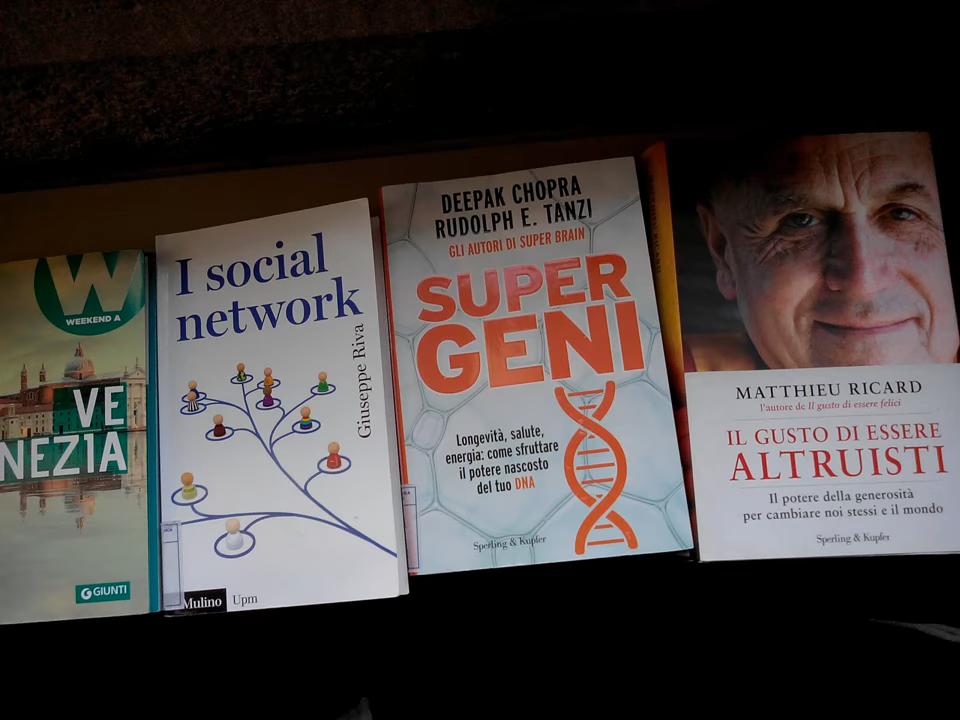 W
WEEKEND A
VE
NEZIA
GIUNTI
I social
network
Giuseppe Riva
Mulino Upm
DEEPAK CHOPRA
RUDOLPH E. TANZI
GLI AUTORI DI SUPER BRAIN
SUPER
GENI
Longevità, salute,
energia: come sfruttare
il potere nascosto
del tuo DNA
Sperling & Kupfer
MATTHIEU RICARD
l'autore de Il gusto di essere felici
IL GUSTO DI ESSERE
ALTRUISTI
Il potere della generosità
per cambiare noi stessi e il mondo
Sperling & Kupfer